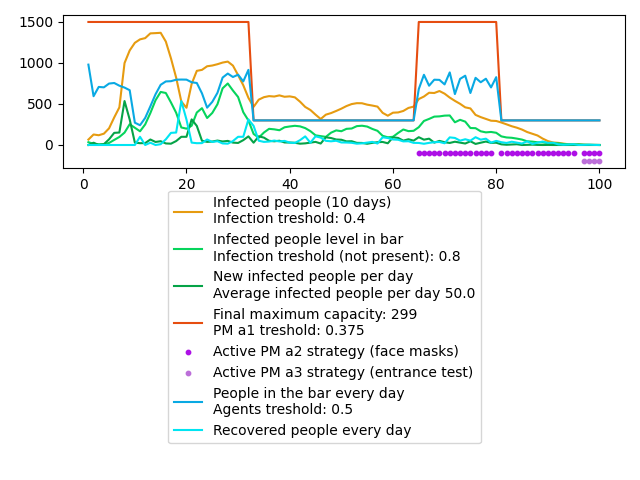 1500
1000
500
0
0 20 40 60 80 100
Infected people (10 days)
Infection treshold: 0.4
Infected people level in bar
Infection treshold (not present): 0.8
New infected people per day
Average infected people per day 50.0
Final maximum capacity: 299
PM a1 treshold: 0.375
Active PM a2 strategy (face masks)
Active PM a3 strategy (entrance test)
People in the bar every day
Agents treshold: 0.5
Recovered people every day